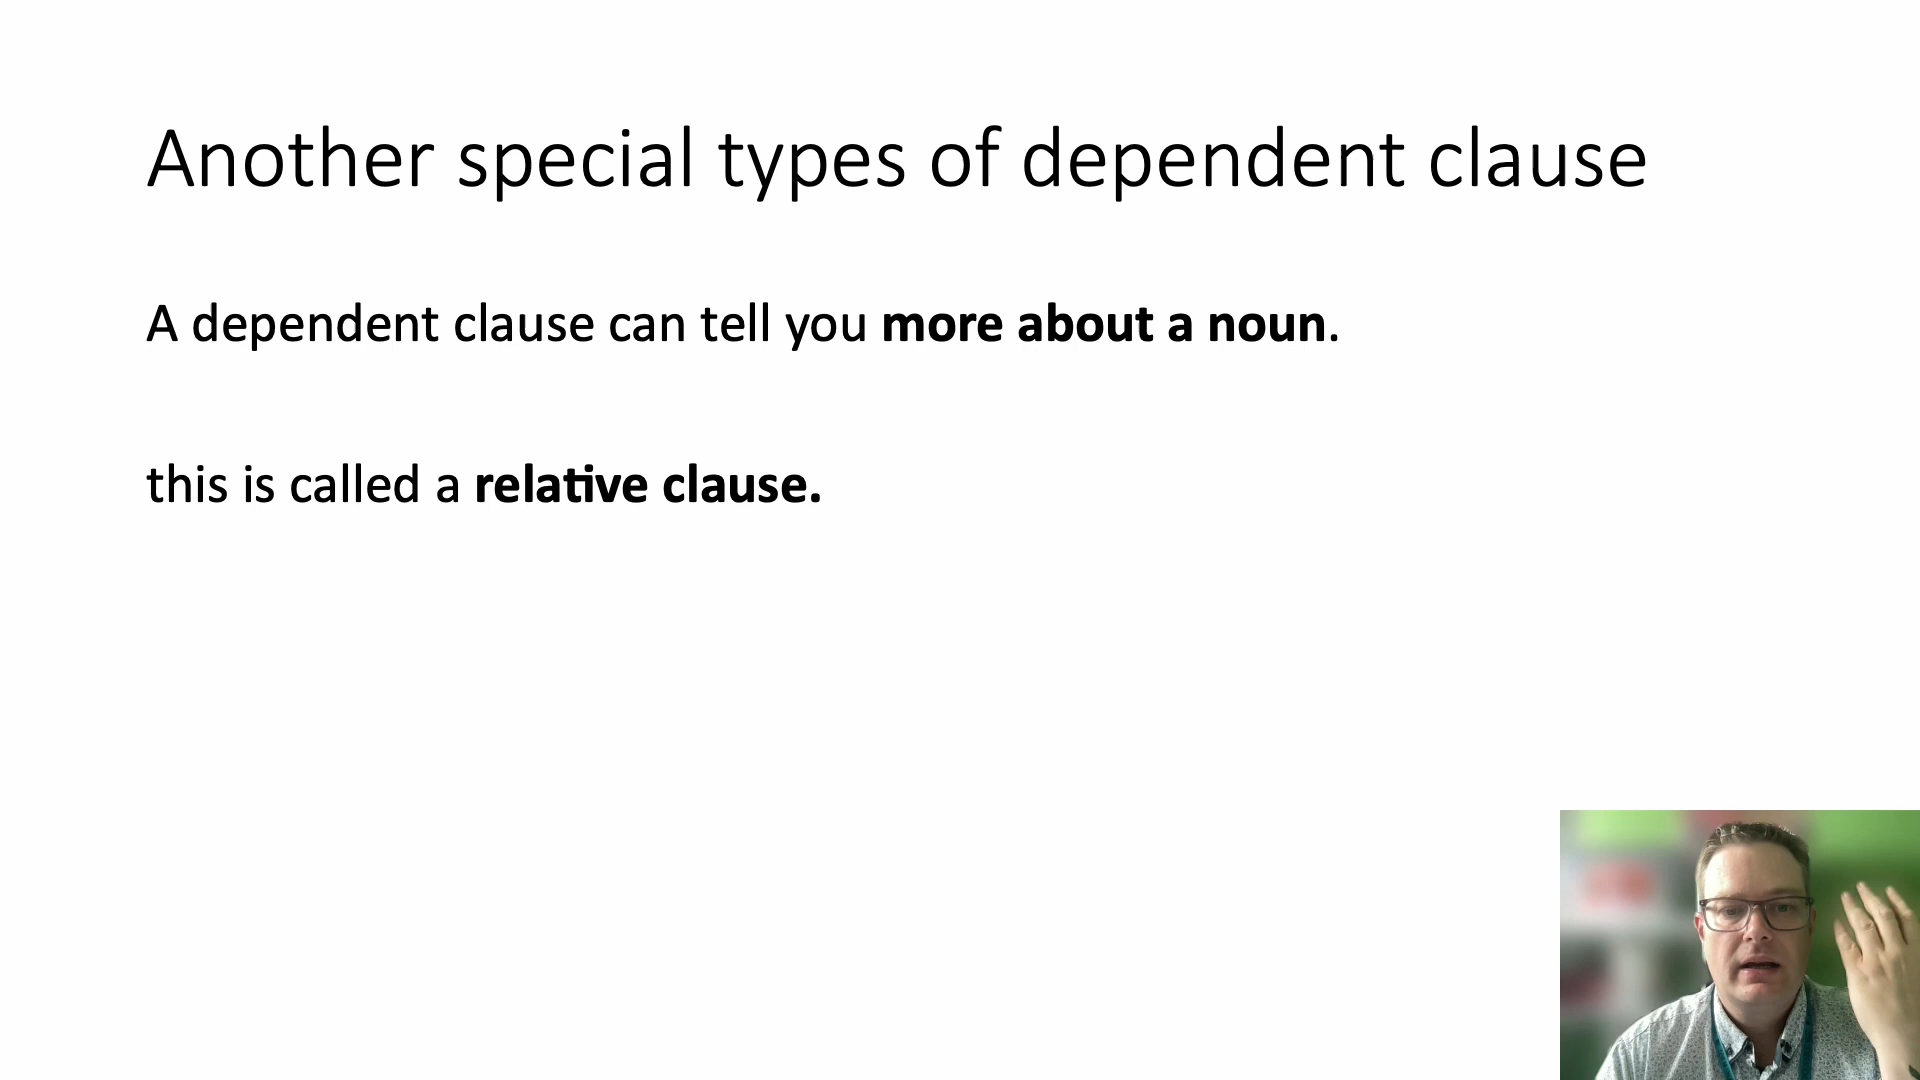 Another special types of dependent clause
A dependent clause can tell you more about a noun.
this is called a relative clause.